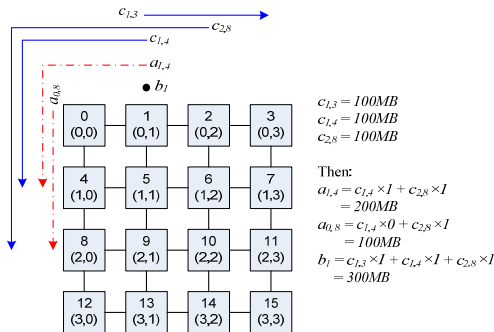 c1,3
c2,8
c1,4
a1,4
a0,8
b1
0 1 2 3
(0,0) (0,1) (0,2) (0,3)
4 5 6 7
(1,0) (1,1) (1,2) (1,3)
8 9 10 11
(2,0) (2,1) (2,2) (2,3)
12 13 14 15
(3,0) (3,1) (3,2) (3,3)
c1,3 = 100MB
c1,4 = 100MB
c2,8 = 100MB
Then:
a1,4 = c1,4 ×1 + c2,8 ×1
= 200MB
a0,8 = c1,4 ×0 + c2,8 ×1
= 100MB
b1 = c1,3 ×1 + c1,4 ×1 + c2,8 ×1
= 300MB